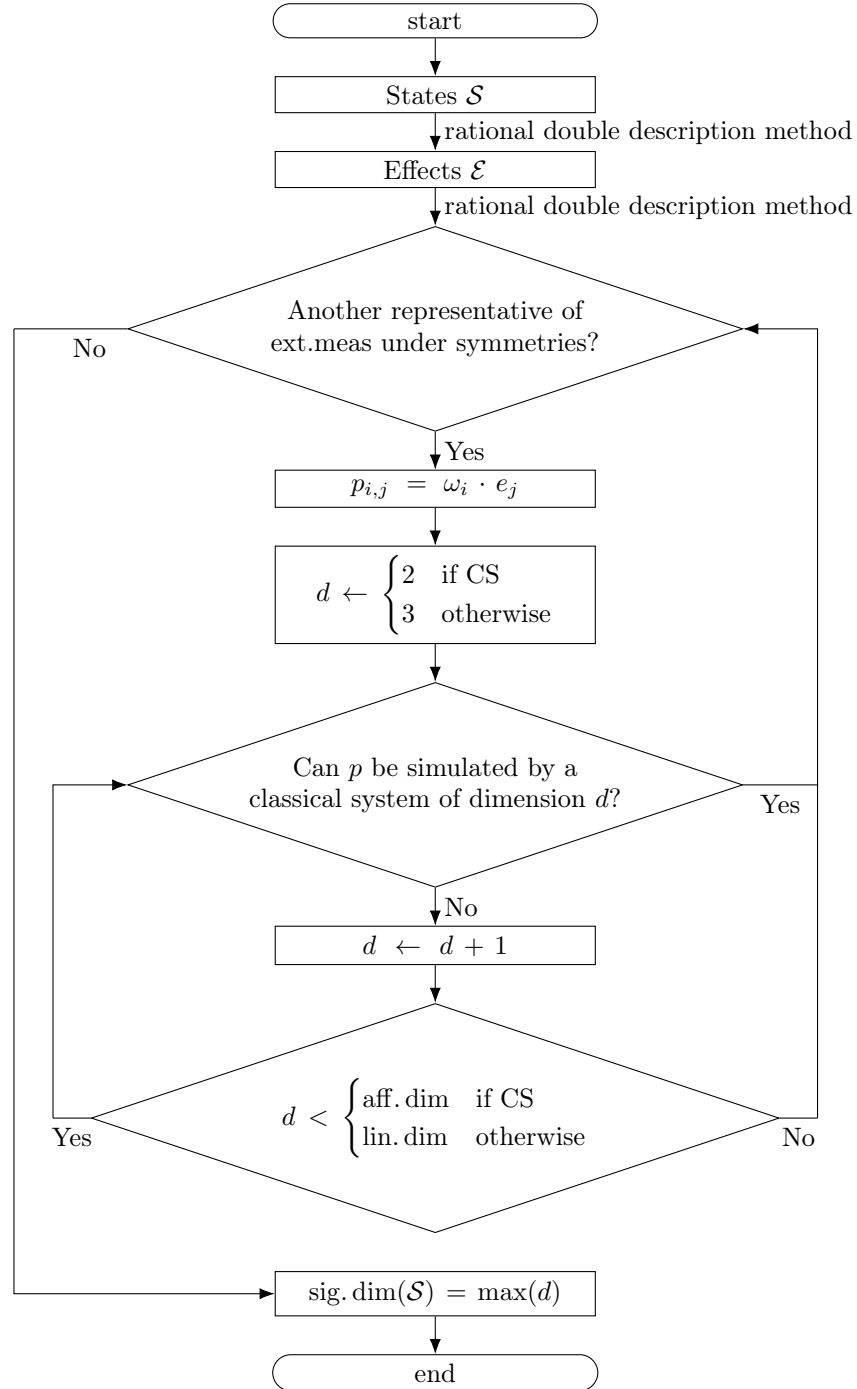 start
States 𝒮
rational double description method
Effects ℰ
rational double description method
Another representative of
ext.meas under symmetries?
No
Yes
p_{i,j} = ω_i · e_j
d ← { 2 if CS
3 otherwise
Can p be simulated by a
classical system of dimension d?
Yes
No
d ← d + 1
d < { aff. dim if CS
lin. dim otherwise
Yes
No
sig. dim(𝒮) = max(d)
end